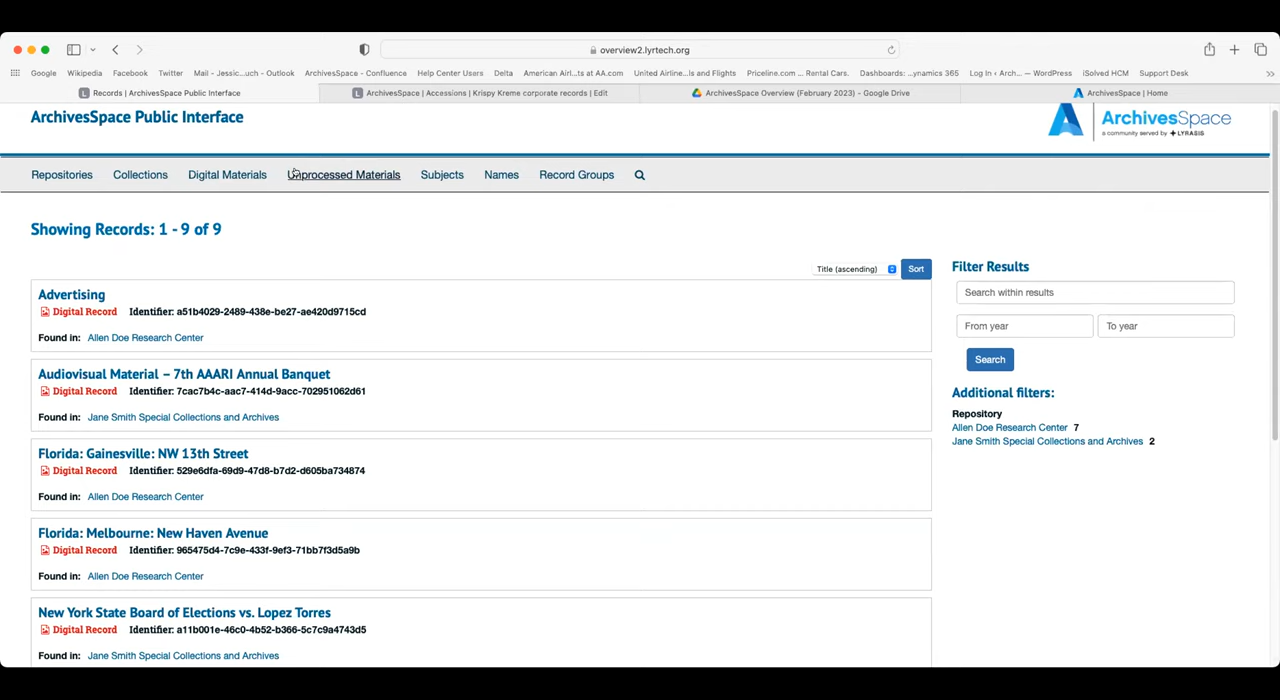 overview2.lyrtech.org
Google Wikipedia Facebook Twitter Mail - Jessic...uch - Outlook ArchivesSpace - Confluence Help Center Users Delta American Airl...ts at AA.com United Airline...ls and Flights Priceline.com ... Rental Cars. Dashboards: ...ynamics 365 Log In ‹ Arch... — WordPress iSolved HCM Support Desk
Records | ArchivesSpace Public Interface
ArchivesSpace | Accessions | Krispy Kreme corporate records | Edit
ArchivesSpace Overview (February 2023) - Google Drive
ArchivesSpace | Home
ArchivesSpace Public Interface
ArchivesSpace
a community served by LYRASIS
Repositories Collections Digital Materials Unprocessed Materials Subjects Names Record Groups
Showing Records: 1 - 9 of 9
Title (ascending) Sort
Advertising
Digital Record Identifier: a51b4029-2489-438e-be27-ae420d9715cd
Found in: Allen Doe Research Center
Audiovisual Material – 7th AAARI Annual Banquet
Digital Record Identifier: 7cac7b4c-aac7-414d-9acc-702951062d61
Found in: Jane Smith Special Collections and Archives
Florida: Gainesville: NW 13th Street
Digital Record Identifier: 529e6dfa-69d9-47d8-b7d2-d605ba734874
Found in: Allen Doe Research Center
Florida: Melbourne: New Haven Avenue
Digital Record Identifier: 965475d4-7c9e-433f-9ef3-71bb7f3d5a9b
Found in: Allen Doe Research Center
New York State Board of Elections vs. Lopez Torres
Digital Record Identifier: a11b001e-46c0-4b52-b366-5c7c9a4743d5
Found in: Jane Smith Special Collections and Archives
Filter Results
Search within results
From year To year
Search
Additional filters:
Repository
Allen Doe Research Center 7
Jane Smith Special Collections and Archives 2